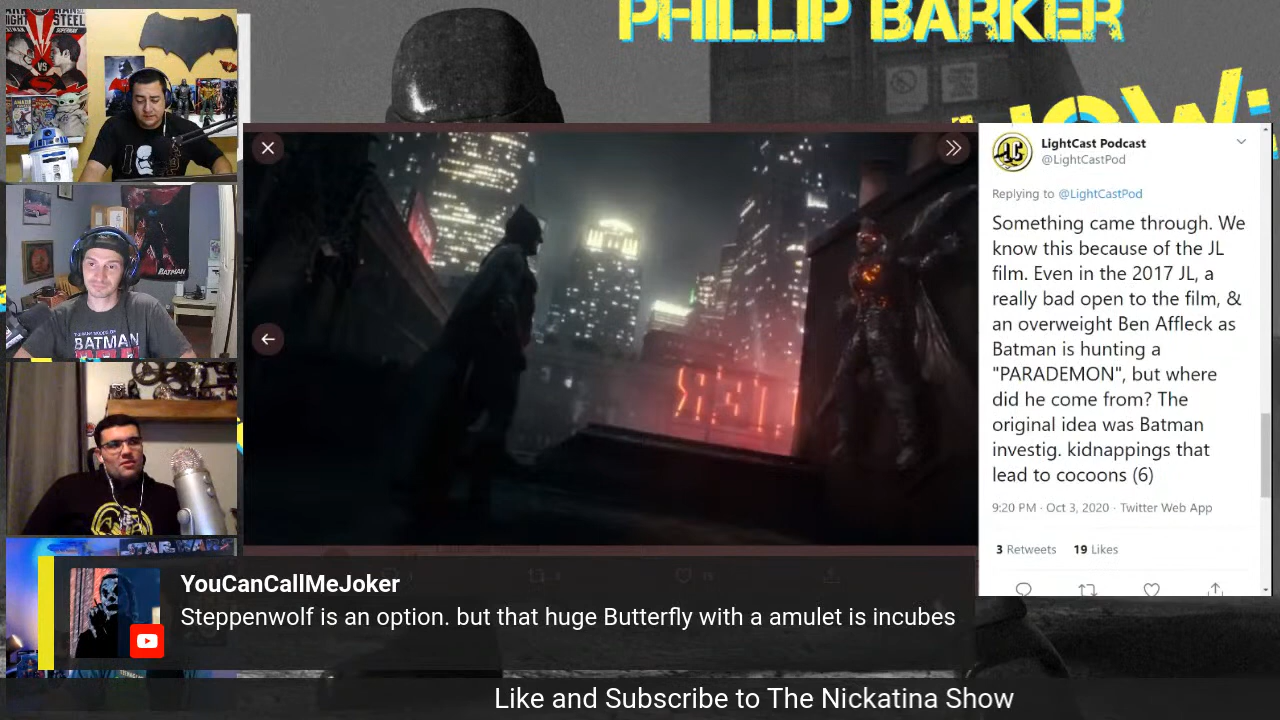 PHILLIP BARKER
OW:
LightCast Podcast
@LightCastPod
Replying to @LightCastPod
Something came through. We
know this because of the JL
film. Even in the 2017 JL, a
really bad open to the film, &
an overweight Ben Affleck as
Batman is hunting a
"PARADEMON", but where
did he come from? The
original idea was Batman
investig. kidnappings that
lead to cocoons (6)
9:20 PM · Oct 3, 2020 · Twitter Web App
3 Retweets 19 Likes
BATMAN
BATMAN
YouCanCallMeJoker
Steppenwolf is an option. but that huge Butterfly with a amulet is incubes
Like and Subscribe to The Nickatina Show